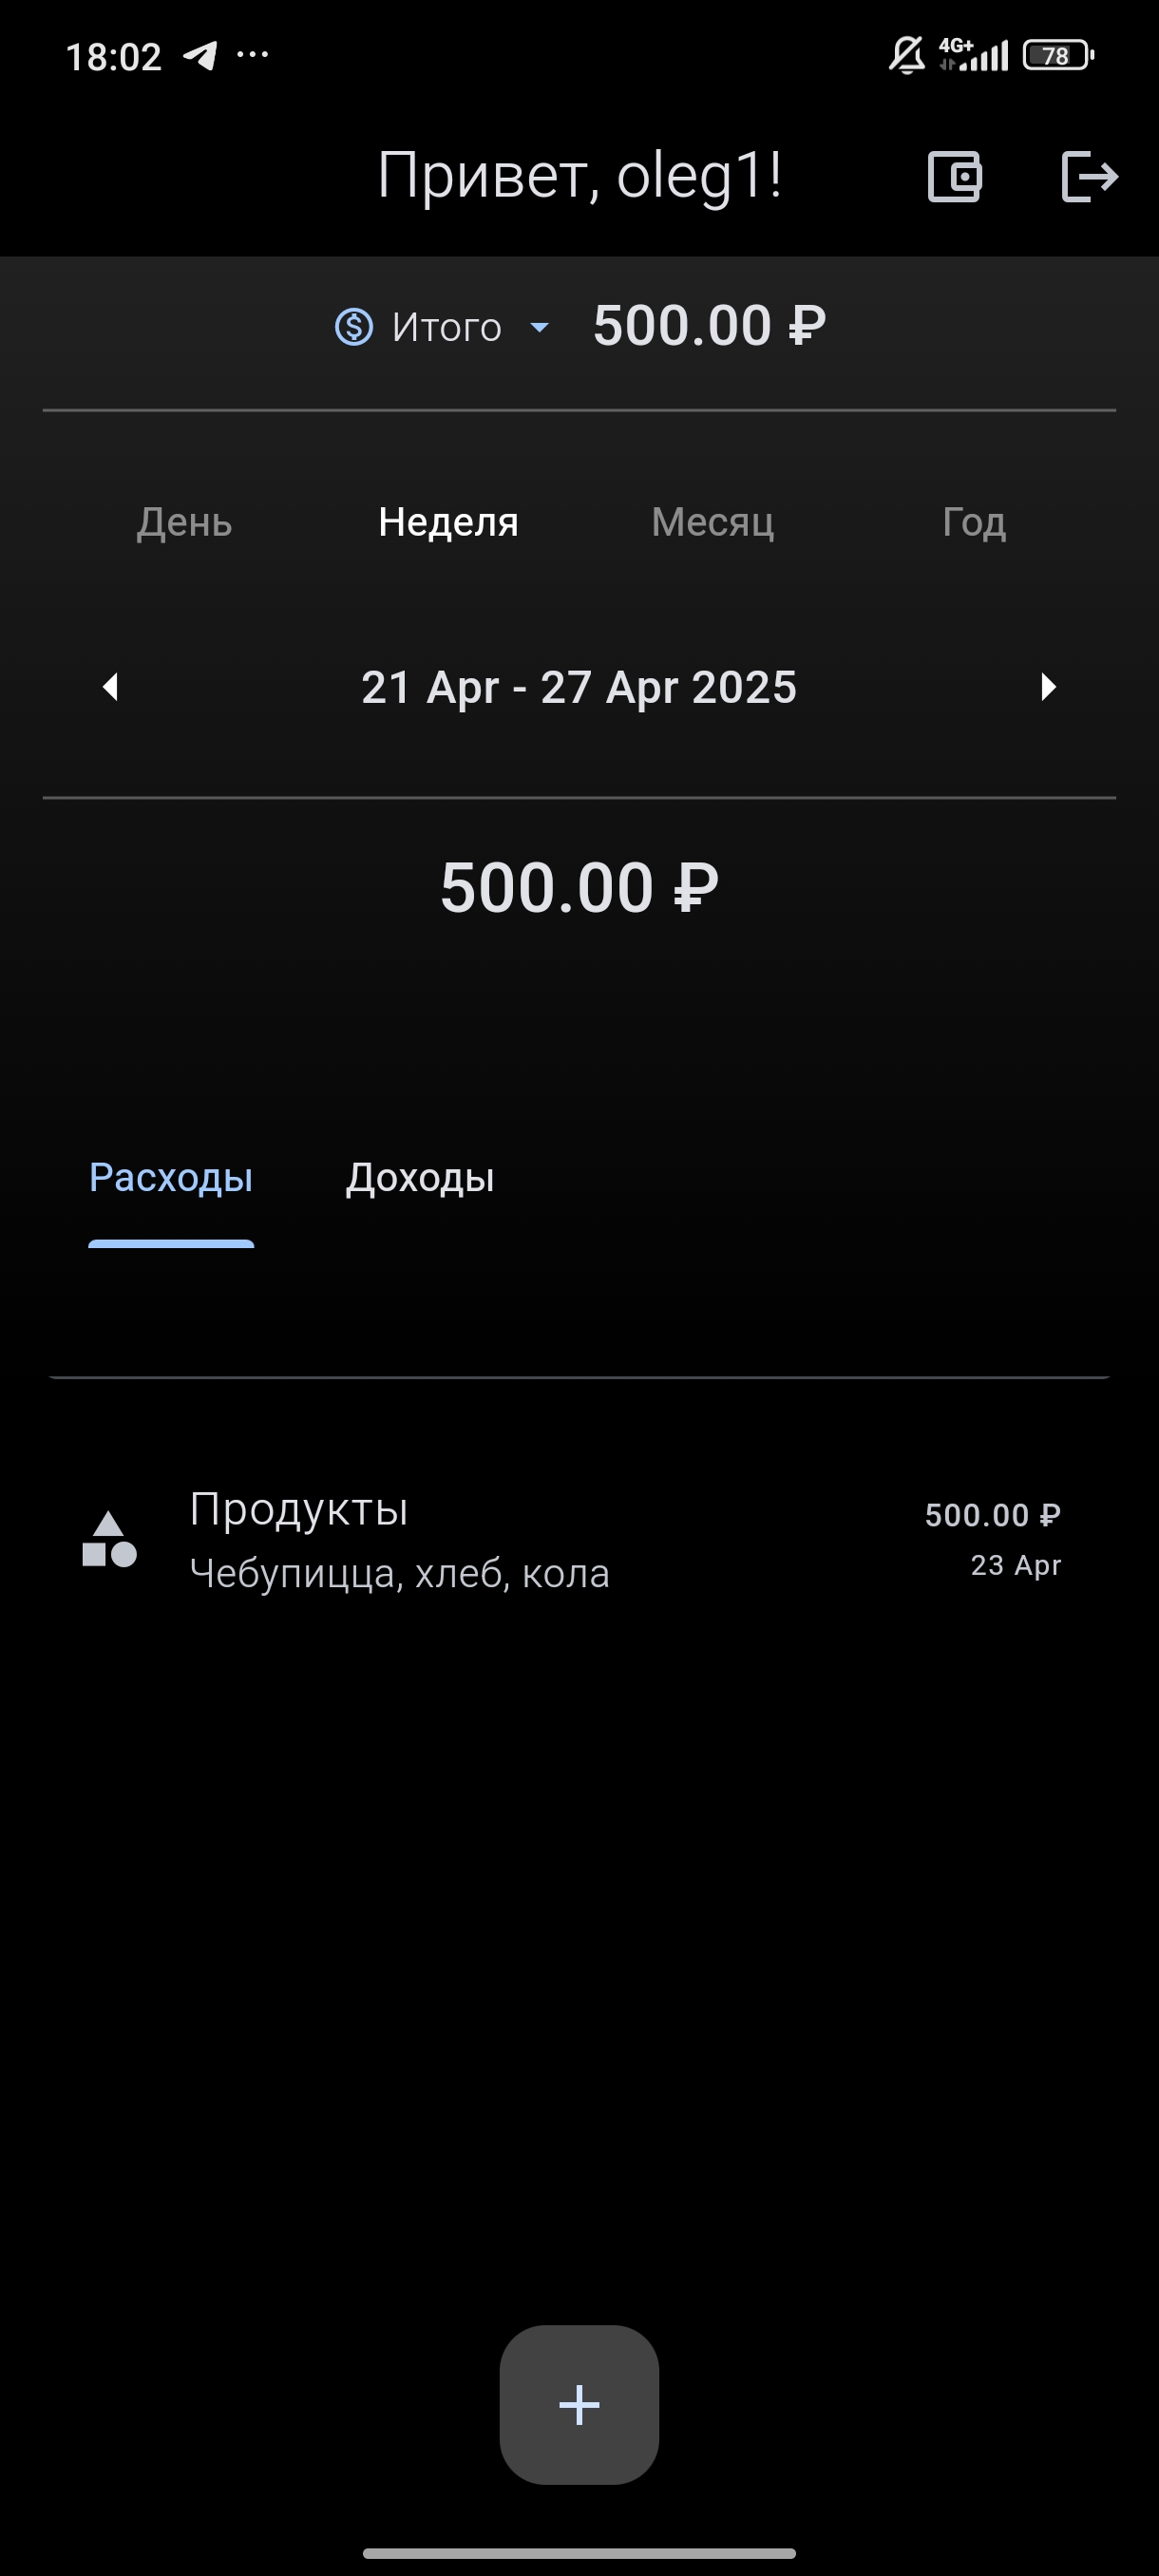 18:02 ... 4G+ 78
Привет, oleg1!
Итого 500.00 ₽
День Неделя Месяц Год
21 Apr - 27 Apr 2025
500.00 ₽
Расходы Доходы
Продукты 500.00 ₽
Чебупицца, хлеб, кола 23 Apr